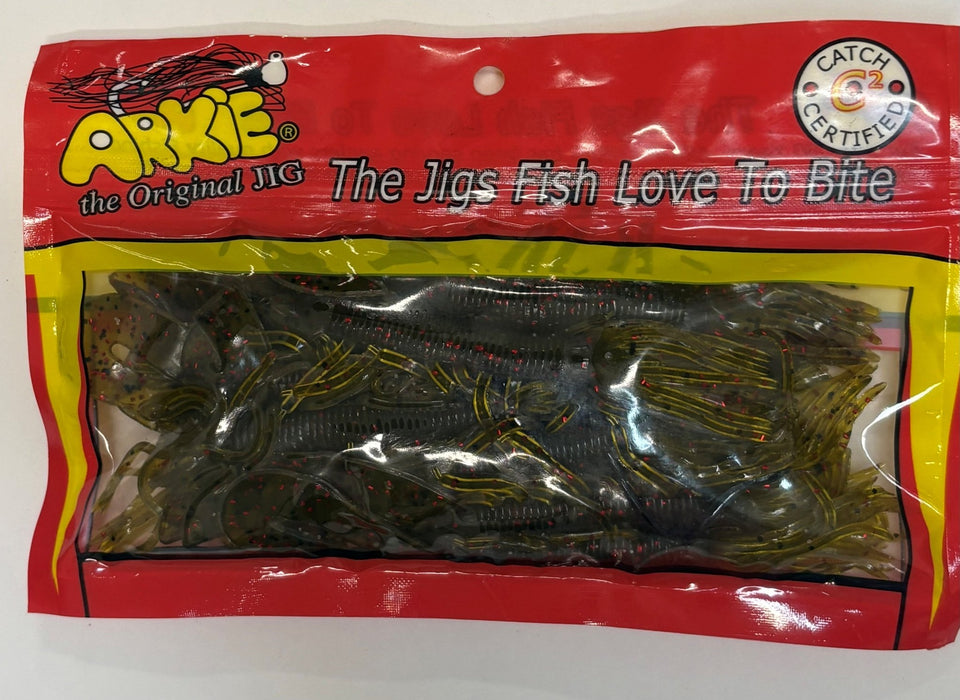 ARKIE®
the Original JIG
The Jigs Fish Love To Bite
CATCH
C²
CERTIFIED